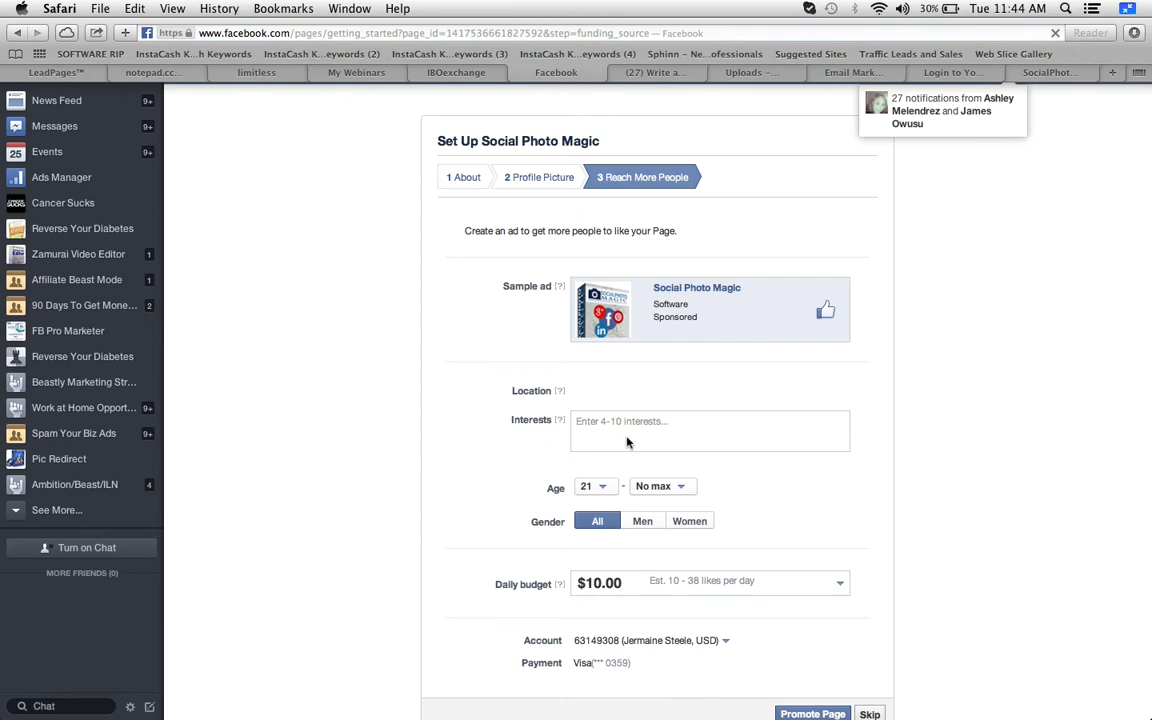 Safari File Edit View History Bookmarks Window Help 30% Tue 11:44 AM
https www.facebook.com/pages/getting_started?page_id=1417536661827592&step=funding_source — Facebook Reader
SOFTWARE RIP InstaCash K...h Keywords InstaCash K...eywords (2) InstaCash K...eywords (3) InstaCash K...eywords (4) Sphinn – Ne...ofessionals Suggested Sites Traffic Leads and Sales Web Slice Gallery
LeadPages™ notepad.cc... limitless My Webinars IBOexchange Facebook (27) Write a... Uploads –... Email Mark... Login to Yo... SocialPhot...
News Feed 9+
Messages 9+
25 Events 9+
Ads Manager
Cancer Sucks
Reverse Your Diabetes
Zamurai Video Editor 1
Affiliate Beast Mode 1
90 Days To Get Mone... 2
FB Pro Marketer
Reverse Your Diabetes
Beastly Marketing Str...
Work at Home Opport... 9+
Spam Your Biz Ads 9+
Pic Redirect
Ambition/Beast/ILN 4
See More...
Turn on Chat
MORE FRIENDS (0)
Chat
27 notifications from Ashley
Melendrez and James
Owusu
Set Up Social Photo Magic
1 About 2 Profile Picture 3 Reach More People
Create an ad to get more people to like your Page.
Sample ad [?] Social Photo Magic
Software
Sponsored
Location [?]
Interests [?] Enter 4-10 interests...
Age 21 - No max
Gender All Men Women
Daily budget [?] $10.00 Est. 10 - 38 likes per day
Account 63149308 (Jermaine Steele, USD)
Payment Visa(*** 0359)
Promote Page Skip